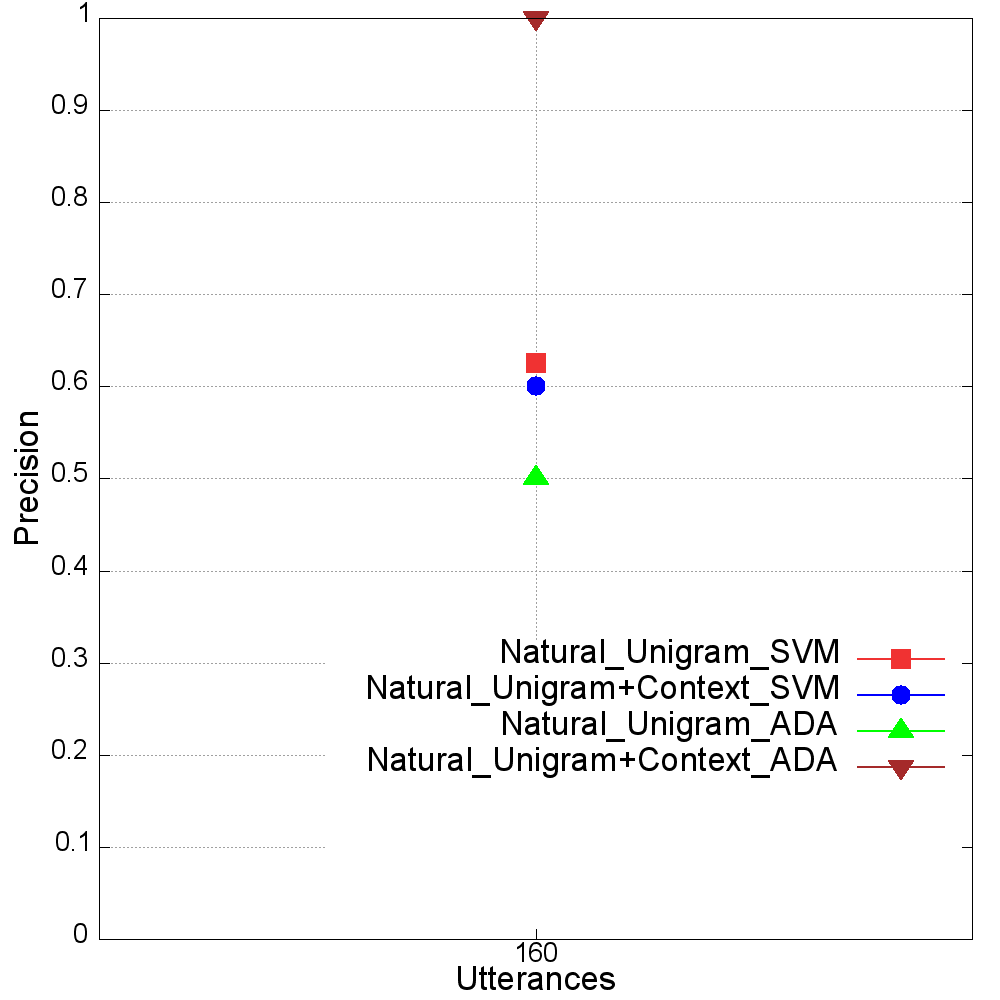 1
0.9
0.8
0.7
0.6
0.5
0.4
0.3
0.2
0.1
0
Precision
Natural_Unigram_SVM
Natural_Unigram+Context_SVM
Natural_Unigram_ADA
Natural_Unigram+Context_ADA
160
Utterances